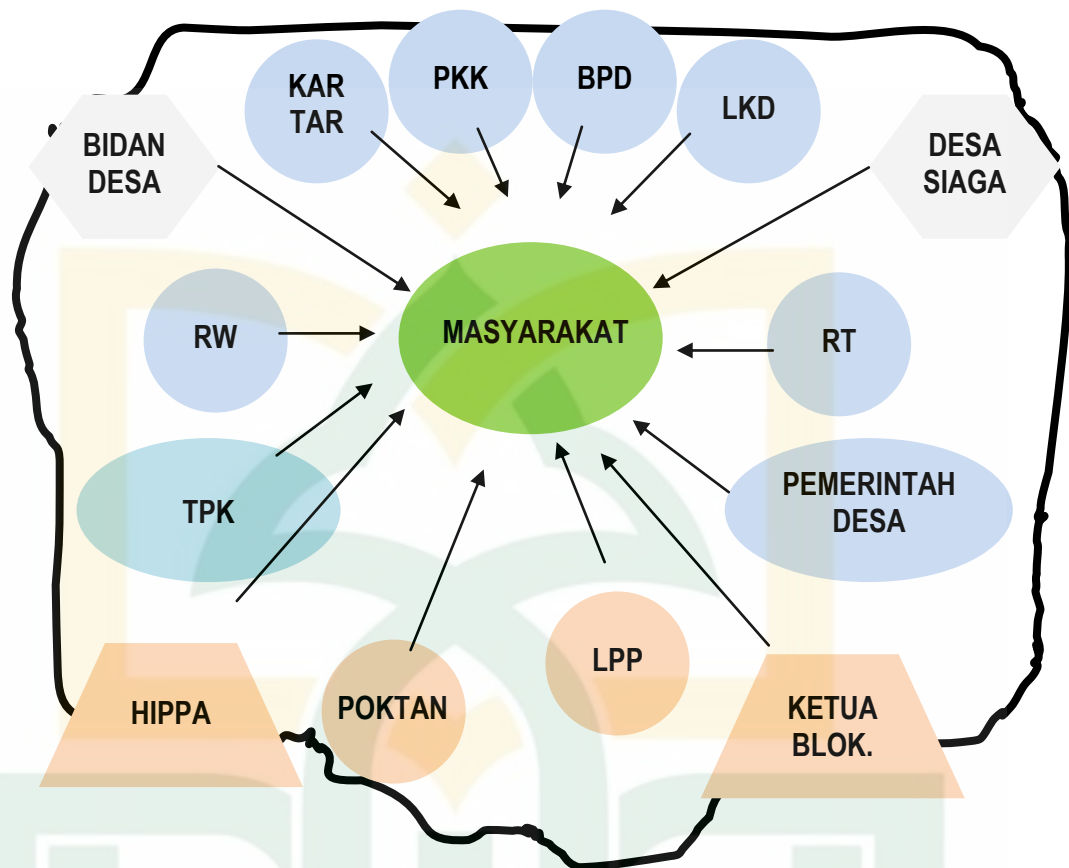 KAR
TAR
PKK
BPD
LKD
BIDAN
DESA
DESA
SIAGA
RW
MASYARAKAT
RT
TPK
PEMERINTAH
DESA
HIPPA
POKTAN
LPP
KETUA
BLOK.